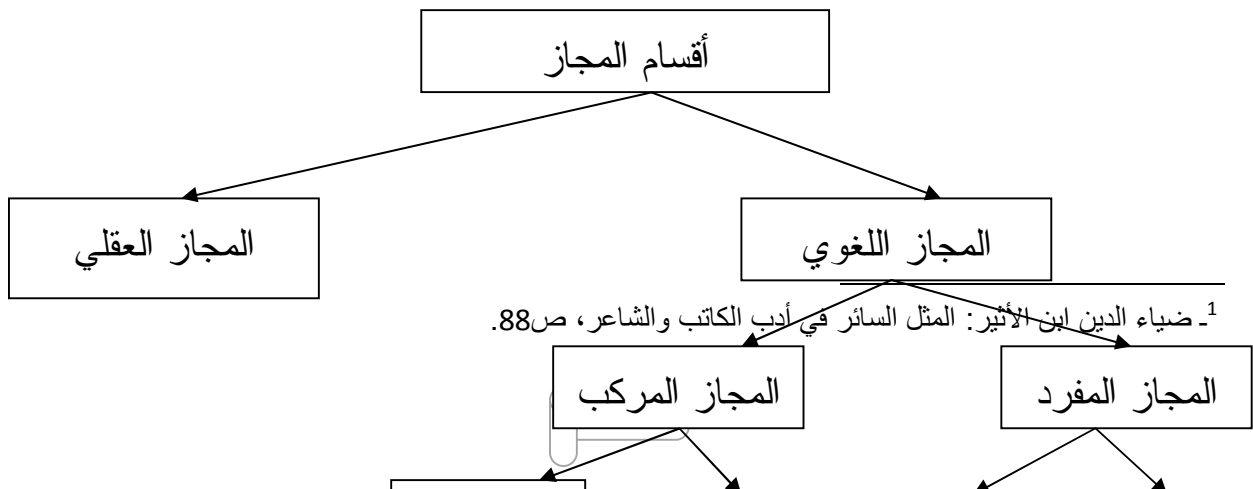 أقسام المجاز
المجاز اللغوي
المجاز العقلي
1ـ ضياء الدين ابن الأثير: المثل السائر في أدب الكاتب والشاعر، ص88.
المجاز المفرد
المجاز المركب